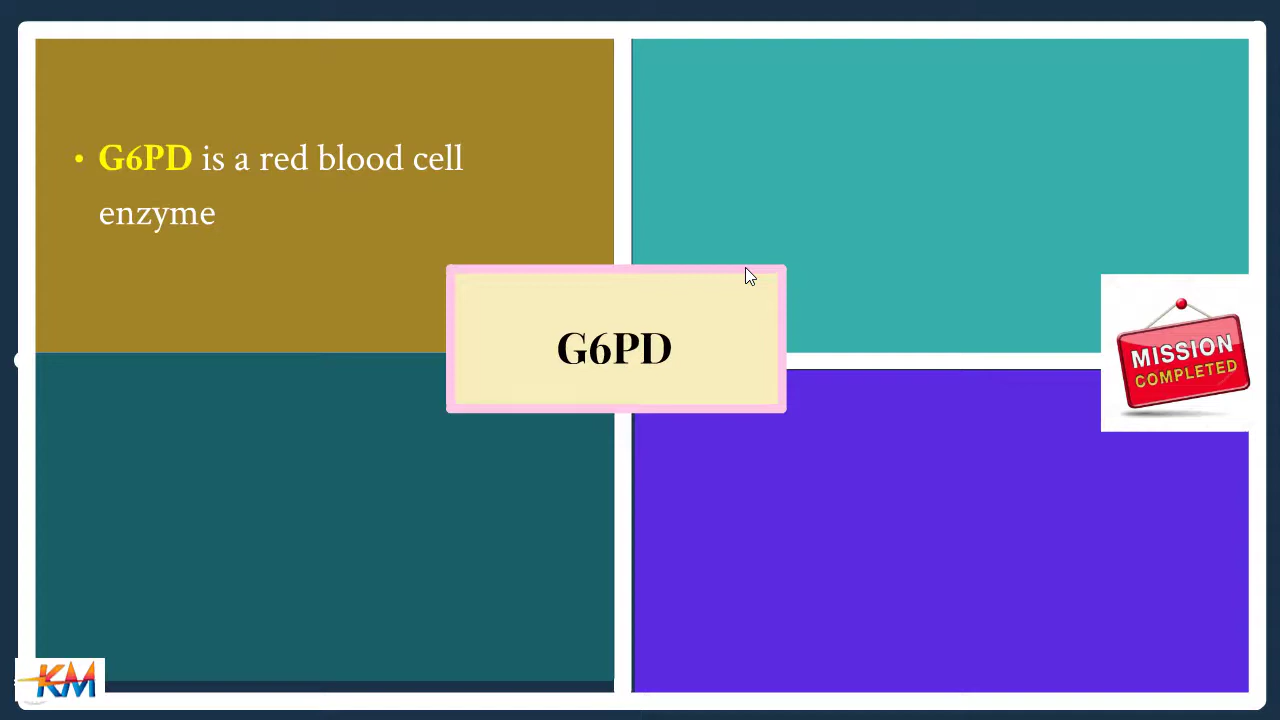 • G6PD is a red blood cell
enzyme
G6PD
MISSION
COMPLETED
KM